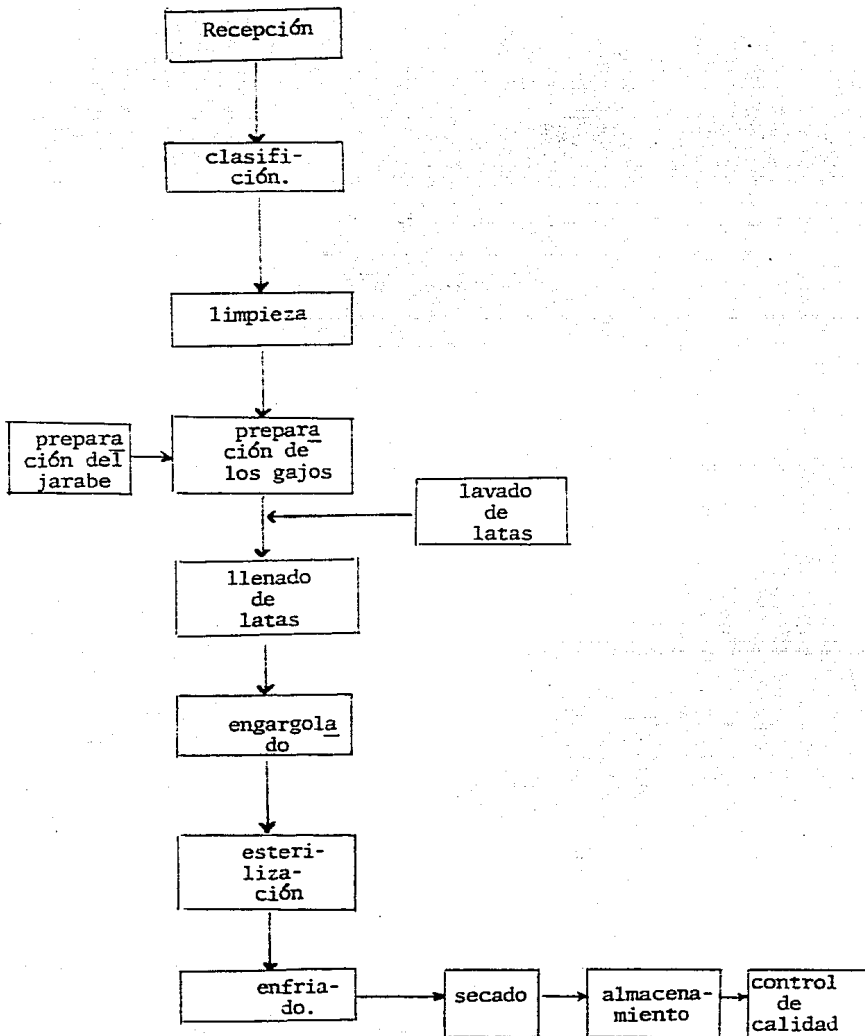 Recepción
clasifi-
ción.
limpieza
prepara
ción del
jarabe
prepara
ción de
los gajos
lavado
de
latas
llenado
de
latas
engargola
do
esteri-
liza-
ción
enfria-
do.
secado
almacena-
miento
control
de
calidad